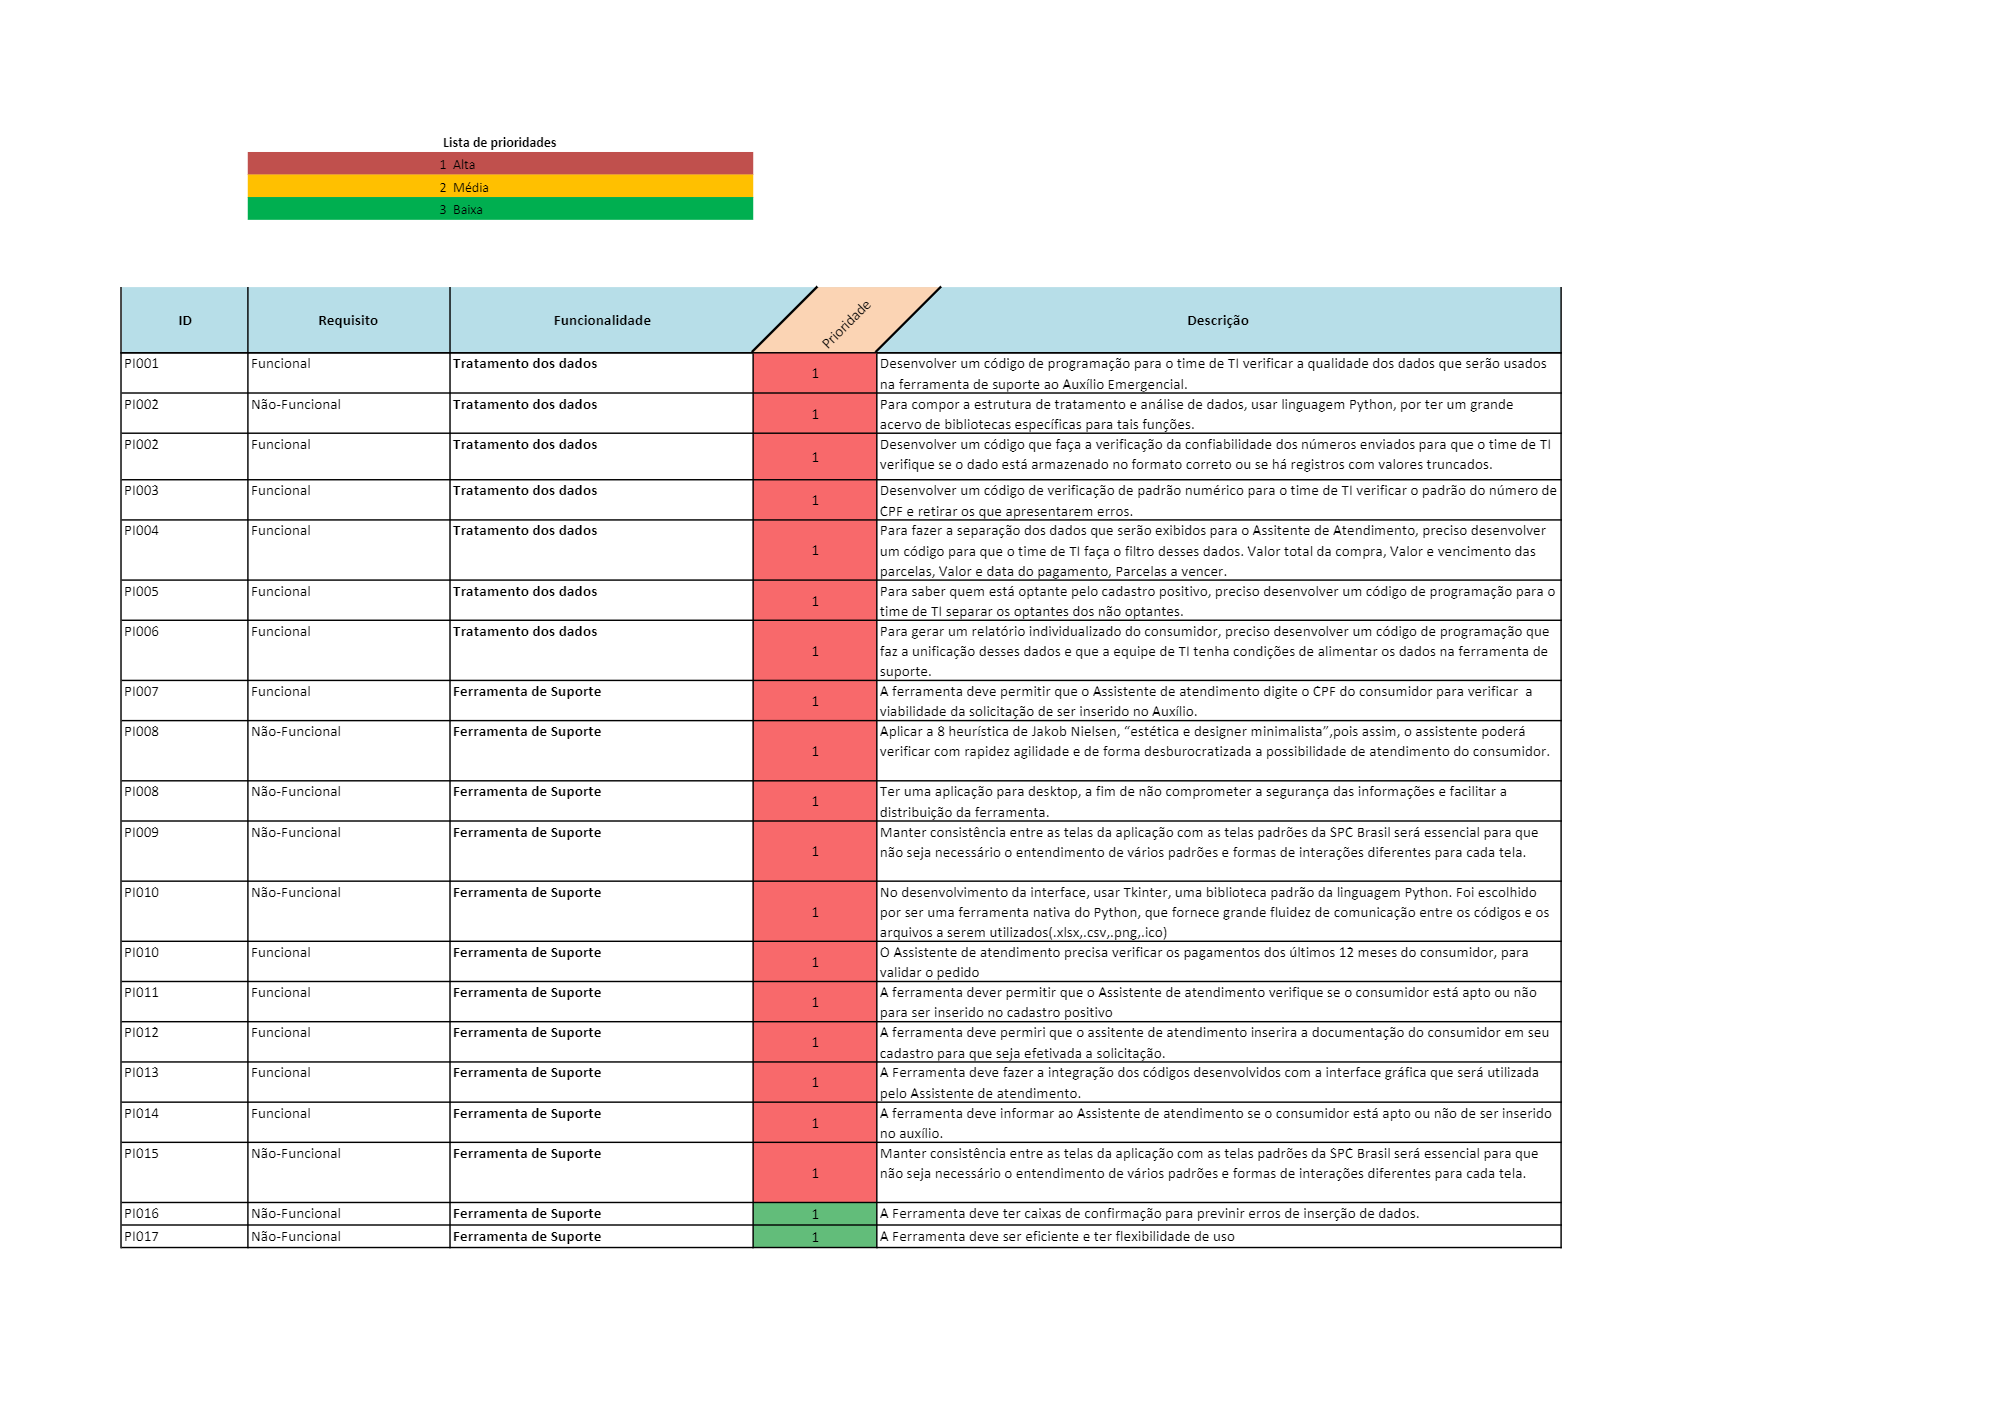 Lista de prioridades
1 Alta
2 Média
3 Baixa
ID Requisito Funcionalidade Prioridade Descrição
PI001 Funcional Tratamento dos dados 1 Desenvolver um código de programação para o time de TI verificar a qualidade dos dados que serão usados
na ferramenta de suporte ao Auxílio Emergencial.
PI002 Não-Funcional Tratamento dos dados 1 Para compor a estrutura de tratamento e análise de dados, usar linguagem Python, por ter um grande
acervo de bibliotecas específicas para tais funções.
PI002 Funcional Tratamento dos dados 1 Desenvolver um código que faça a verificação da confiabilidade dos números enviados para que o time de TI
verifique se o dado está armazenado no formato correto ou se há registros com valores truncados.
PI003 Funcional Tratamento dos dados 1 Desenvolver um código de verificação de padrão numérico para o time de TI verificar o padrão do número de
CPF e retirar os que apresentarem erros.
PI004 Funcional Tratamento dos dados 1 Para fazer a separação dos dados que serão exibidos para o Assitente de Atendimento, preciso desenvolver
um código para que o time de TI faça o filtro desses dados. Valor total da compra, Valor e vencimento das
parcelas, Valor e data do pagamento, Parcelas a vencer.
PI005 Funcional Tratamento dos dados 1 Para saber quem está optante pelo cadastro positivo, preciso desenvolver um código de programação para o
time de TI separar os optantes dos não optantes.
PI006 Funcional Tratamento dos dados 1 Para gerar um relatório individualizado do consumidor, preciso desenvolver um código de programação que
faz a unificação desses dados e que a equipe de TI tenha condições de alimentar os dados na ferramenta de
suporte.
PI007 Funcional Ferramenta de Suporte 1 A ferramenta deve permitir que o Assistente de atendimento digite o CPF do consumidor para verificar  a
viabilidade da solicitação de ser inserido no Auxílio.
PI008 Não-Funcional Ferramenta de Suporte 1 Aplicar a 8 heurística de Jakob Nielsen, “estética e designer minimalista”,pois assim, o assistente poderá
verificar com rapidez agilidade e de forma desburocratizada a possibilidade de atendimento do consumidor.
PI008 Não-Funcional Ferramenta de Suporte 1 Ter uma aplicação para desktop, a fim de não comprometer a segurança das informações e facilitar a
distribuição da ferramenta.
PI009 Não-Funcional Ferramenta de Suporte 1 Manter consistência entre as telas da aplicação com as telas padrões da SPC Brasil será essencial para que
não seja necessário o entendimento de vários padrões e formas de interações diferentes para cada tela.
PI010 Não-Funcional Ferramenta de Suporte 1 No desenvolvimento da interface, usar Tkinter, uma biblioteca padrão da linguagem Python. Foi escolhido
por ser uma ferramenta nativa do Python, que fornece grande fluidez de comunicação entre os códigos e os
arquivos a serem utilizados(.xlsx,.csv,.png,.ico)
PI010 Funcional Ferramenta de Suporte 1 O Assistente de atendimento precisa verificar os pagamentos dos últimos 12 meses do consumidor, para
validar o pedido
PI011 Funcional Ferramenta de Suporte 1 A ferramenta dever permitir que o Assistente de atendimento verifique se o consumidor está apto ou não
para ser inserido no cadastro positivo
PI012 Funcional Ferramenta de Suporte 1 A ferramenta deve permiri que o assitente de atendimento inserira a documentação do consumidor em seu
cadastro para que seja efetivada a solicitação.
PI013 Funcional Ferramenta de Suporte 1 A Ferramenta deve fazer a integração dos códigos desenvolvidos com a interface gráfica que será utilizada
pelo Assistente de atendimento.
PI014 Funcional Ferramenta de Suporte 1 A ferramenta deve informar ao Assistente de atendimento se o consumidor está apto ou não de ser inserido
no auxílio.
PI015 Não-Funcional Ferramenta de Suporte 1 Manter consistência entre as telas da aplicação com as telas padrões da SPC Brasil será essencial para que
não seja necessário o entendimento de vários padrões e formas de interações diferentes para cada tela.
PI016 Não-Funcional Ferramenta de Suporte 1 A Ferramenta deve ter caixas de confirmação para previnir erros de inserção de dados.
PI017 Não-Funcional Ferramenta de Suporte 1 A Ferramenta deve ser eficiente e ter flexibilidade de uso